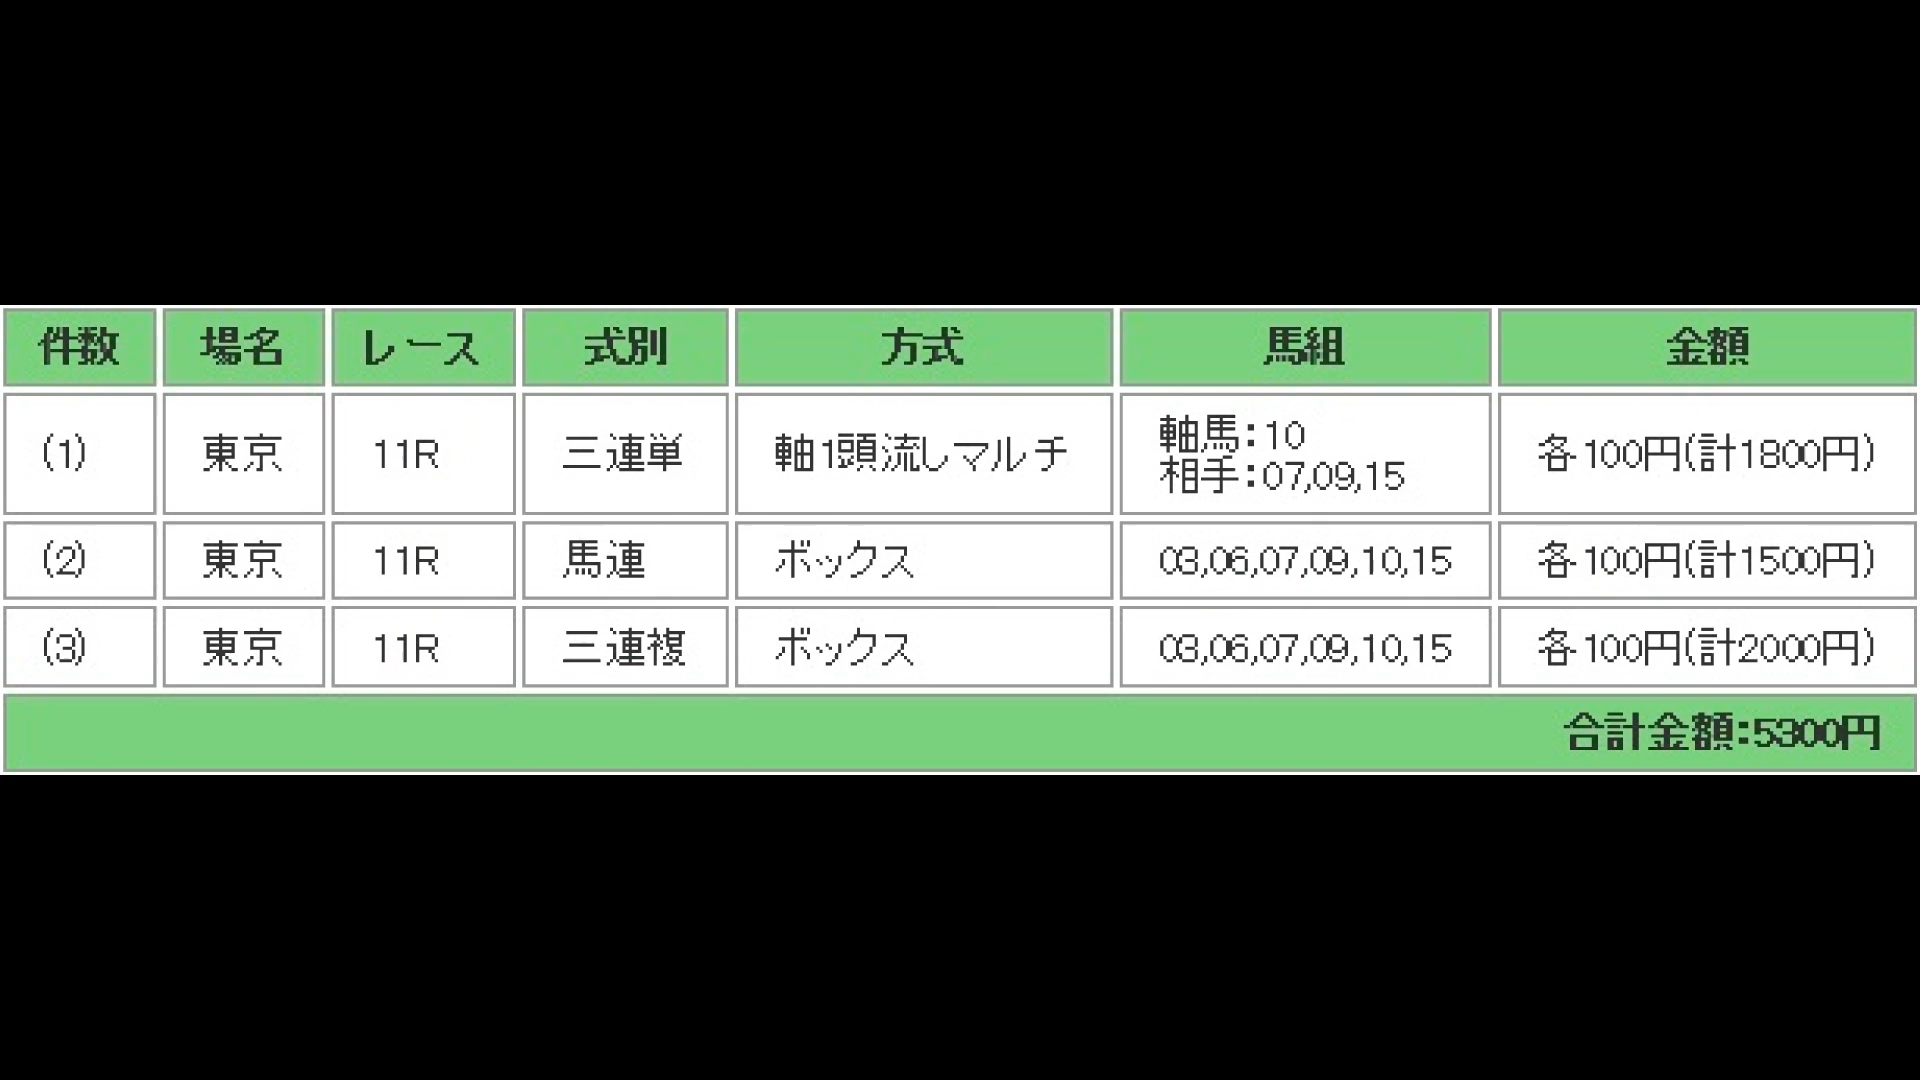 件数 場名 レース 式別 方式 馬組 金額
(1) 東京 11R 三連単 軸1頭流しマルチ 軸馬:10 各100円(計1800円)
相手:07,09,15
(2) 東京 11R 馬連 ボックス 03,06,07,09,10,15 各100円(計1500円)
(3) 東京 11R 三連複 ボックス 03,06,07,09,10,15 各100円(計2000円)
合計金額:5300円